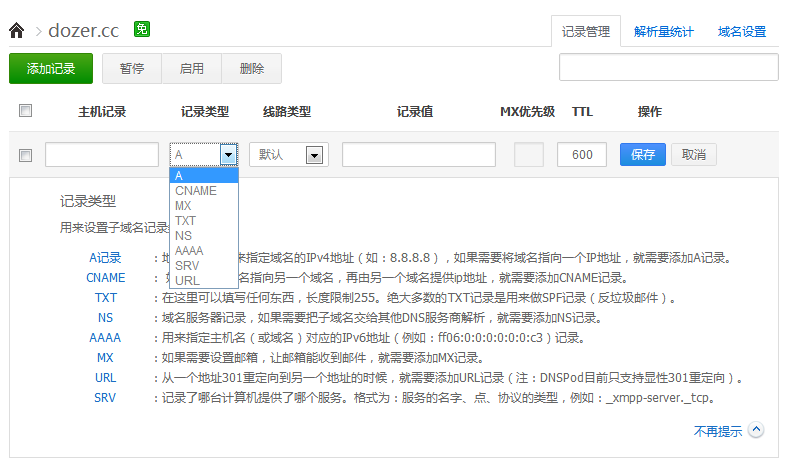 dozer.cc 免
记录管理 解析量统计 域名设置
添加记录 暂停 启用 删除
主机记录 记录类型 线路类型 记录值 MX优先级 TTL 操作
A 默认 600 保存 取消
A
CNAME
MX
TXT
NS
AAAA
SRV
URL
记录类型
用来设置子域名记录
A记录 : 地 来指定域名的IPv4地址（如：8.8.8.8），如果需要将域名指向一个IP地址，就需要添加A记录。
CNAME : 名指向另一个域名，再由另一个域名提供ip地址，就需要添加CNAME记录。
TXT : 在这里可以填写任何东西，长度限制255。绝大多数的TXT记录是用来做SPF记录（反垃圾邮件）。
NS : 域名服务器记录，如果需要把子域名交给其他DNS服务商解析，就需要添加NS记录。
AAAA : 用来指定主机名（或域名）对应的IPv6地址（例如：ff06:0:0:0:0:0:0:c3）记录。
MX : 如果需要设置邮箱，让邮箱能收到邮件，就需要添加MX记录。
URL : 从一个地址301重定向到另一个地址的时候，就需要添加URL记录（注：DNSPod目前只支持显性301重定向）。
SRV : 记录了哪台计算机提供了哪个服务。格式为：服务的名字、点、协议的类型，例如：_xmpp-server._tcp。
不再提示